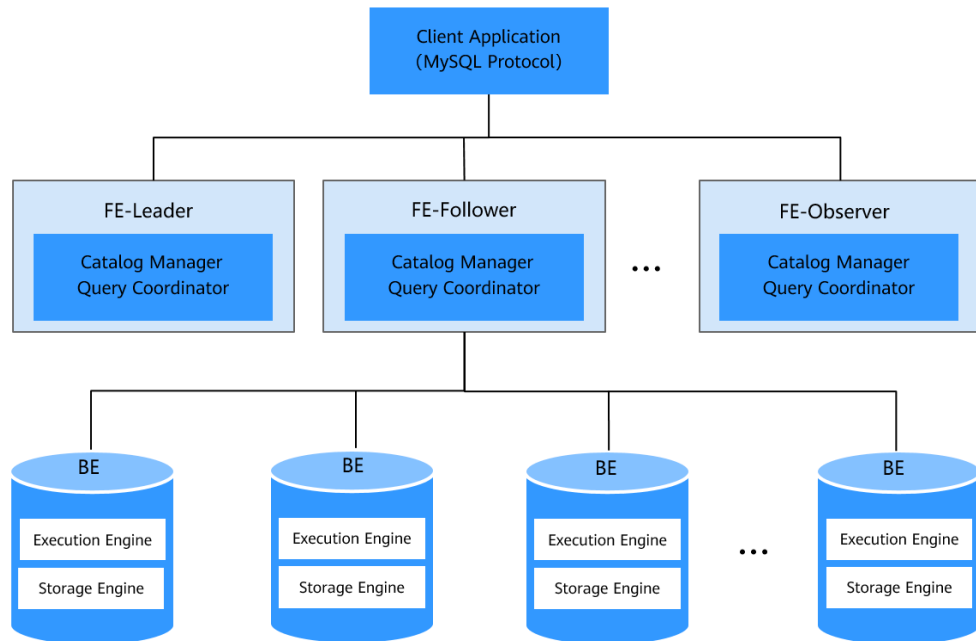 Client Application
(MySQL Protocol)
FE-Leader
Catalog Manager
Query Coordinator
FE-Follower
Catalog Manager
Query Coordinator
...
FE-Observer
Catalog Manager
Query Coordinator
BE
Execution Engine
Storage Engine
BE
Execution Engine
Storage Engine
BE
Execution Engine
Storage Engine
...
BE
Execution Engine
Storage Engine